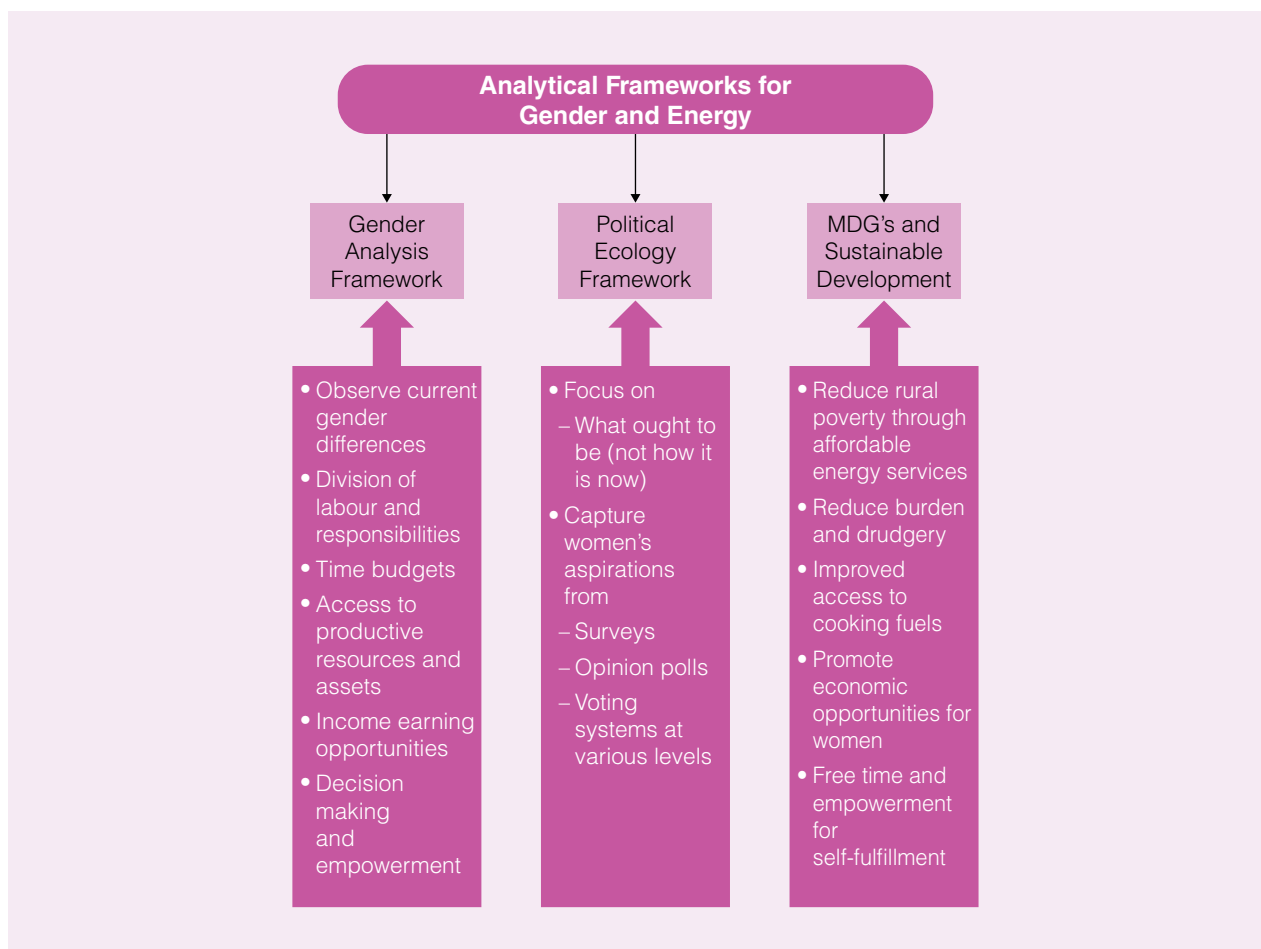 Analytical Frameworks for
Gender and Energy
Gender
Analysis
Framework
Political
Ecology
Framework
MDG's and
Sustainable
Development
• Observe current
gender
differences
• Division of
labour and
responsibilities
• Time budgets
• Access to
productive
resources and
assets
• Income earning
opportunities
• Decision
making
and
empowerment
• Focus on
– What ought to
be (not how it
is now)
• Capture
women's
aspirations
from
– Surveys
– Opinion polls
– Voting
systems at
various levels
• Reduce rural
poverty through
affordable
energy services
• Reduce burden
and drudgery
• Improved
access to
cooking fuels
• Promote
economic
opportunities for
women
• Free time and
empowerment
for
self-fulfillment